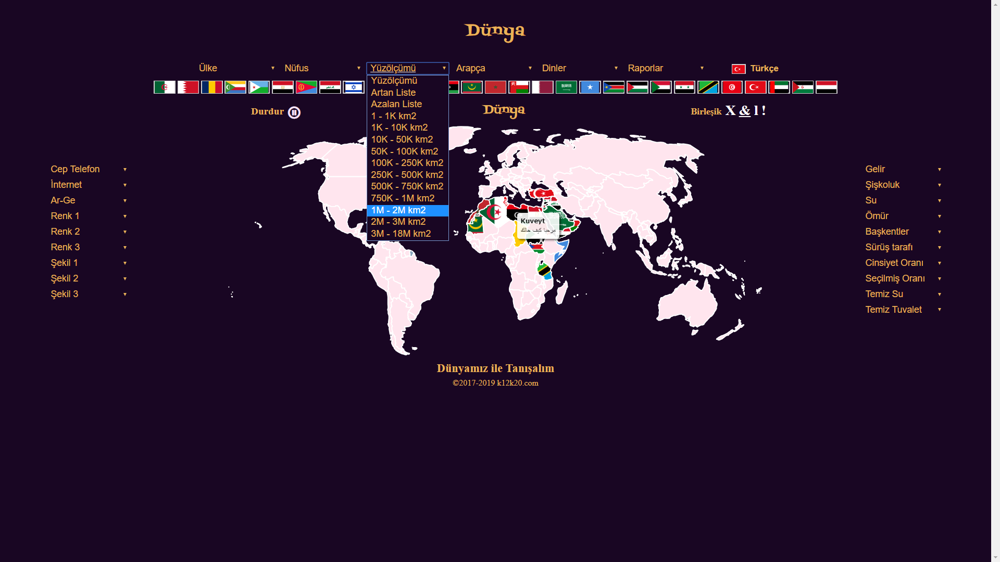 Dünya
Ülke
Nüfus
Yüzölçümü
Arapça
Dinler
Raporlar
Türkçe
Yüzölçümü
Artan Liste
Azalan Liste
1 - 1K km2
1K - 10K km2
10K - 50K km2
50K - 100K km2
100K - 250K km2
250K - 500K km2
500K - 750K km2
750K - 1M km2
1M - 2M km2
2M - 3M km2
3M - 18M km2
Durdur
Dünya
Birleşik X & l !
Cep Telefon
İnternet
Ar-Ge
Renk 1
Renk 2
Renk 3
Şekil 1
Şekil 2
Şekil 3
Kuveyt
مرحبا كيف حالك
Gelir
Şişkoluk
Su
Ömür
Başkentler
Sürüş tarafı
Cinsiyet Oranı
Seçilmiş Oranı
Temiz Su
Temiz Tuvalet
Dünyamız ile Tanışalım
©2017-2019 k12k20.com